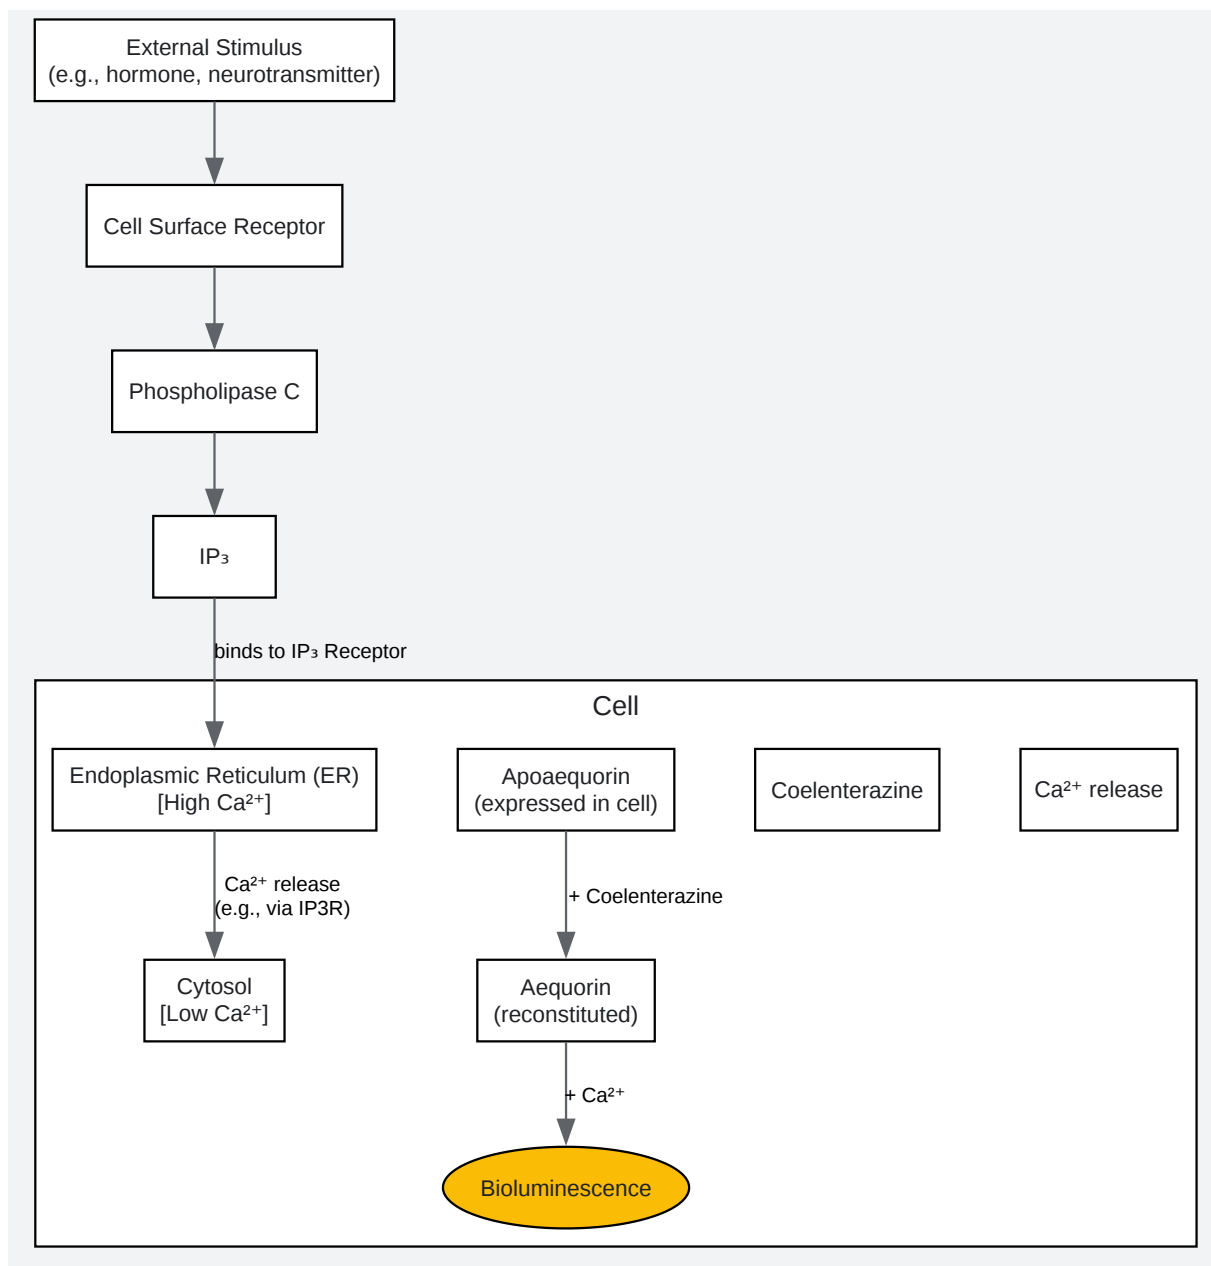 External Stimulus
(e.g., hormone, neurotransmitter)
Cell Surface Receptor
Phospholipase C
IP₃
binds to IP₃ Receptor
Cell
Endoplasmic Reticulum (ER)
[High Ca²⁺]
Apoaequorin
(expressed in cell)
Coelenterazine
Ca²⁺ release
Ca²⁺ release
(e.g., via IP3R)
+ Coelenterazine
Cytosol
[Low Ca²⁺]
Aequorin
(reconstituted)
+ Ca²⁺
Bioluminescence